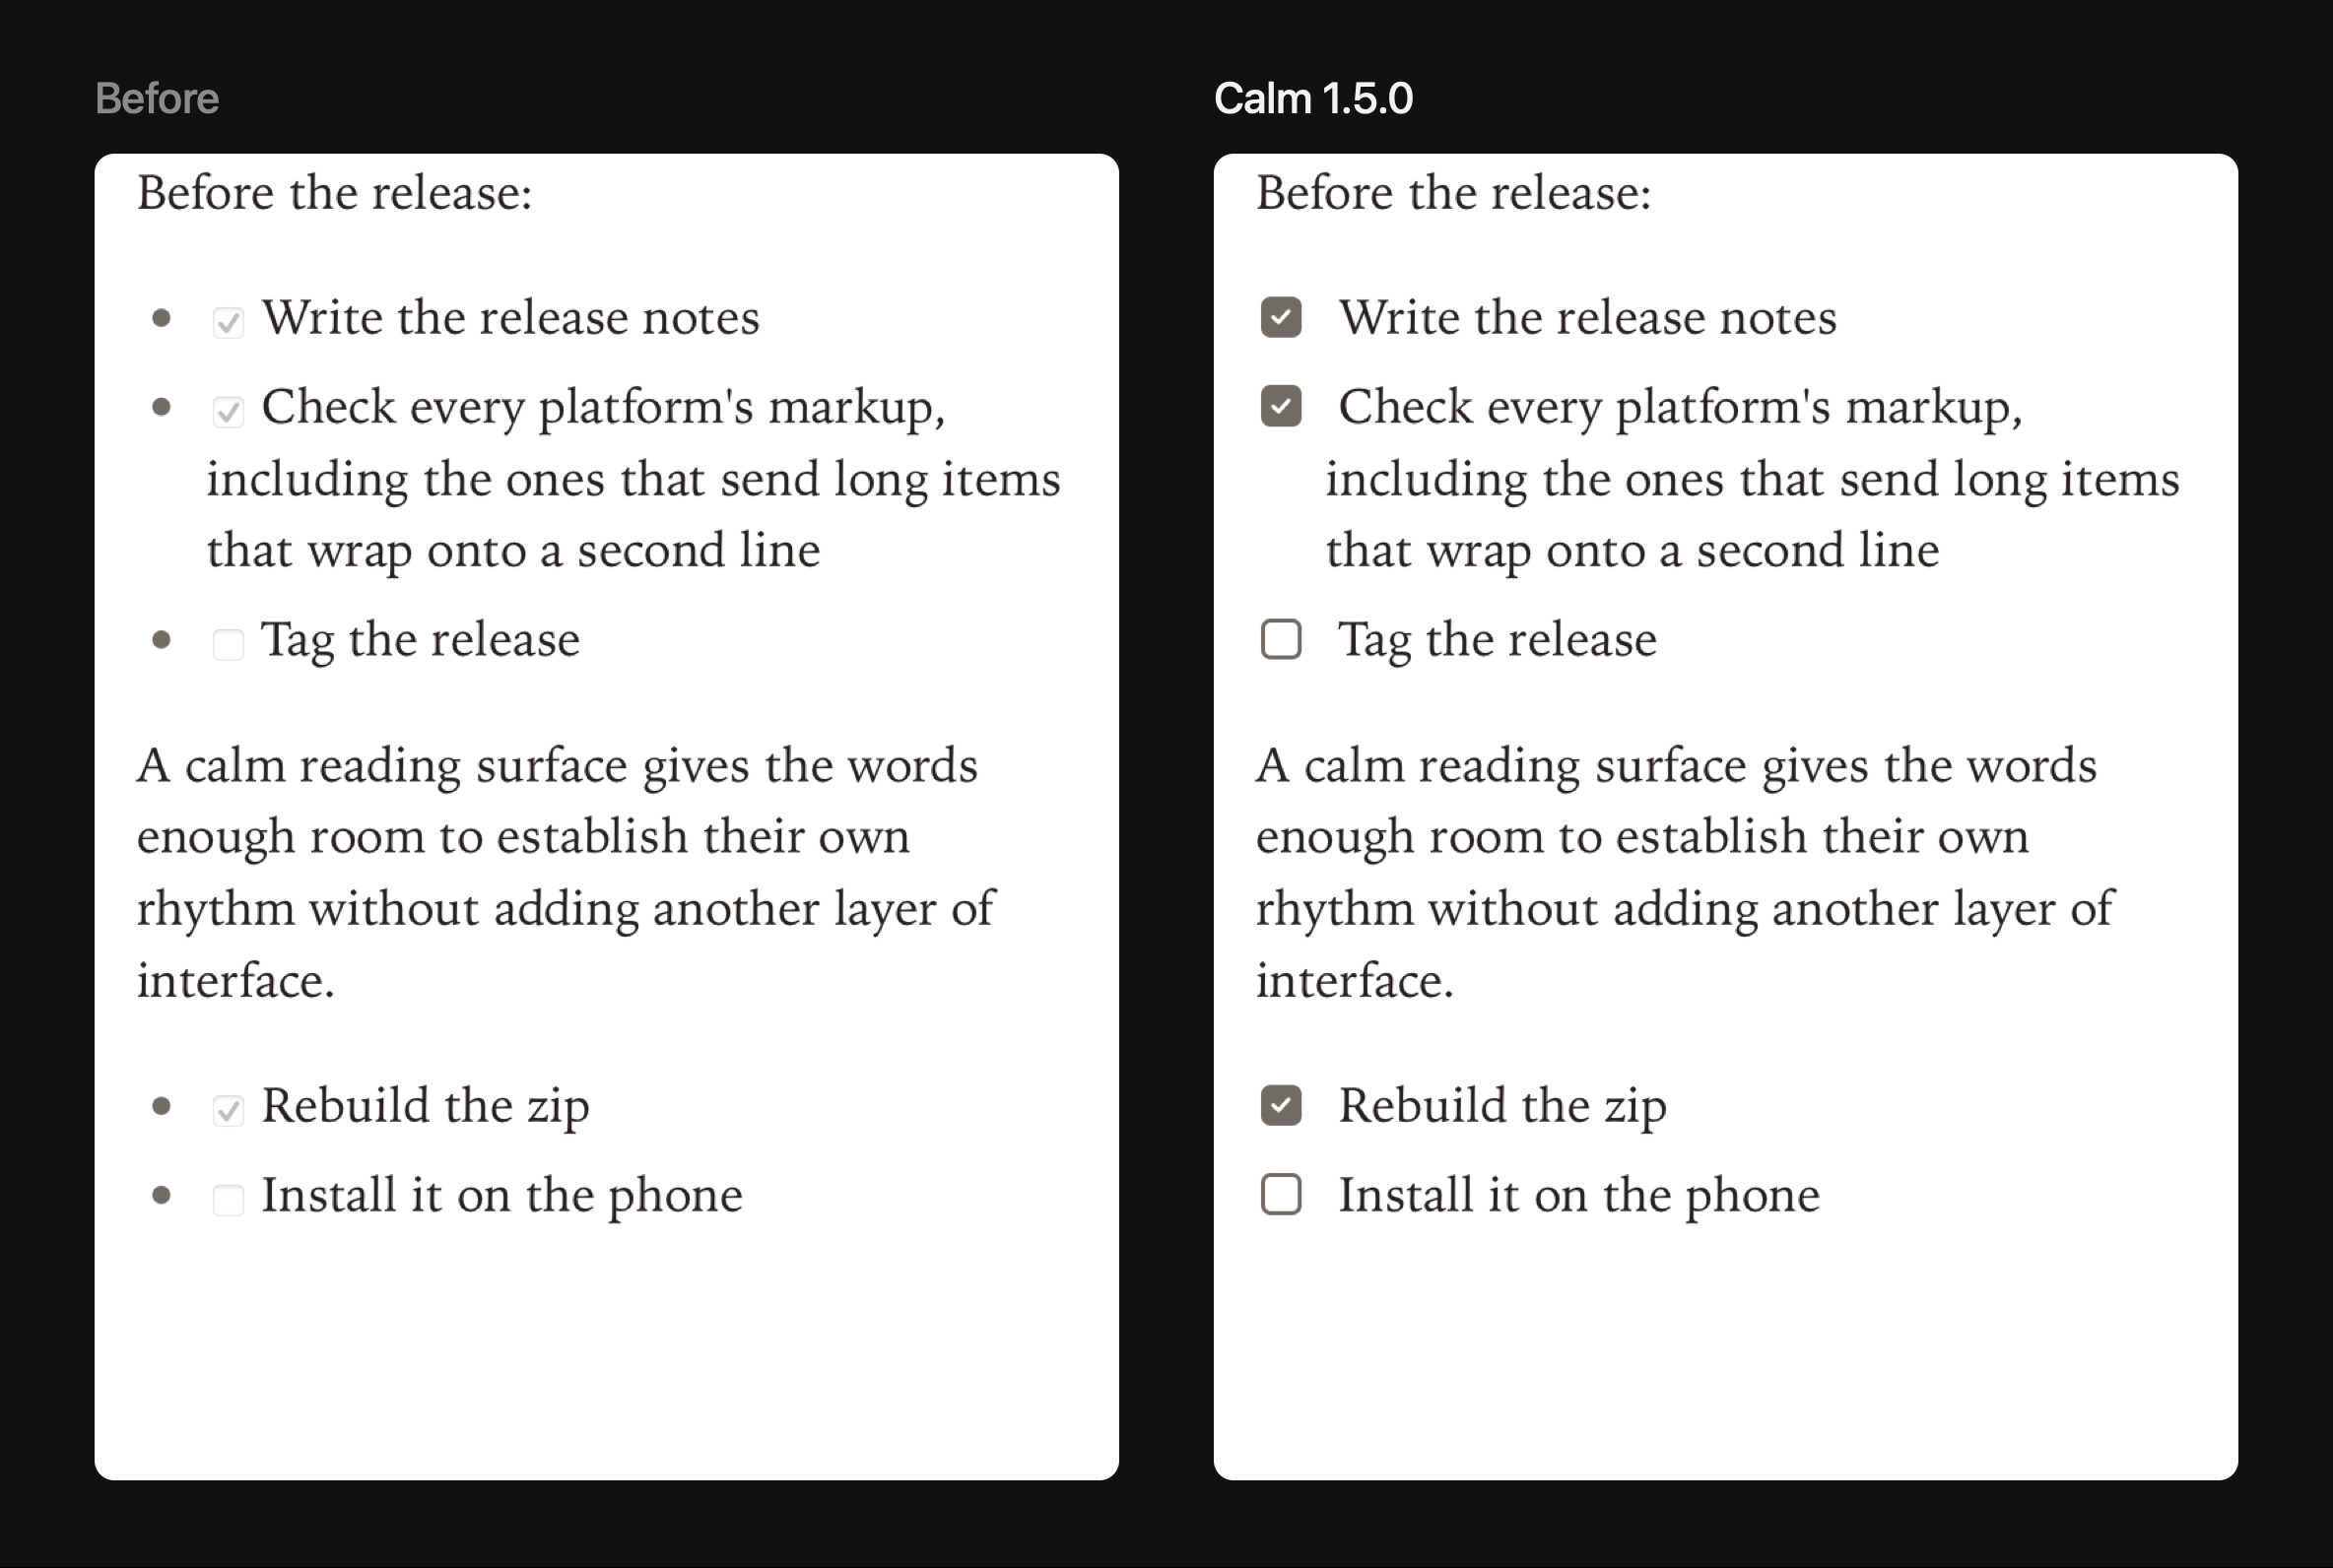 Before
Before the release:
Write the release notes
Check every platform's markup,
including the ones that send long items
that wrap onto a second line
Tag the release
A calm reading surface gives the words
enough room to establish their own
rhythm without adding another layer of
interface.
Rebuild the zip
Install it on the phone
Calm 1.5.0
Before the release:
Write the release notes
Check every platform's markup,
including the ones that send long items
that wrap onto a second line
Tag the release
A calm reading surface gives the words
enough room to establish their own
rhythm without adding another layer of
interface.
Rebuild the zip
Install it on the phone